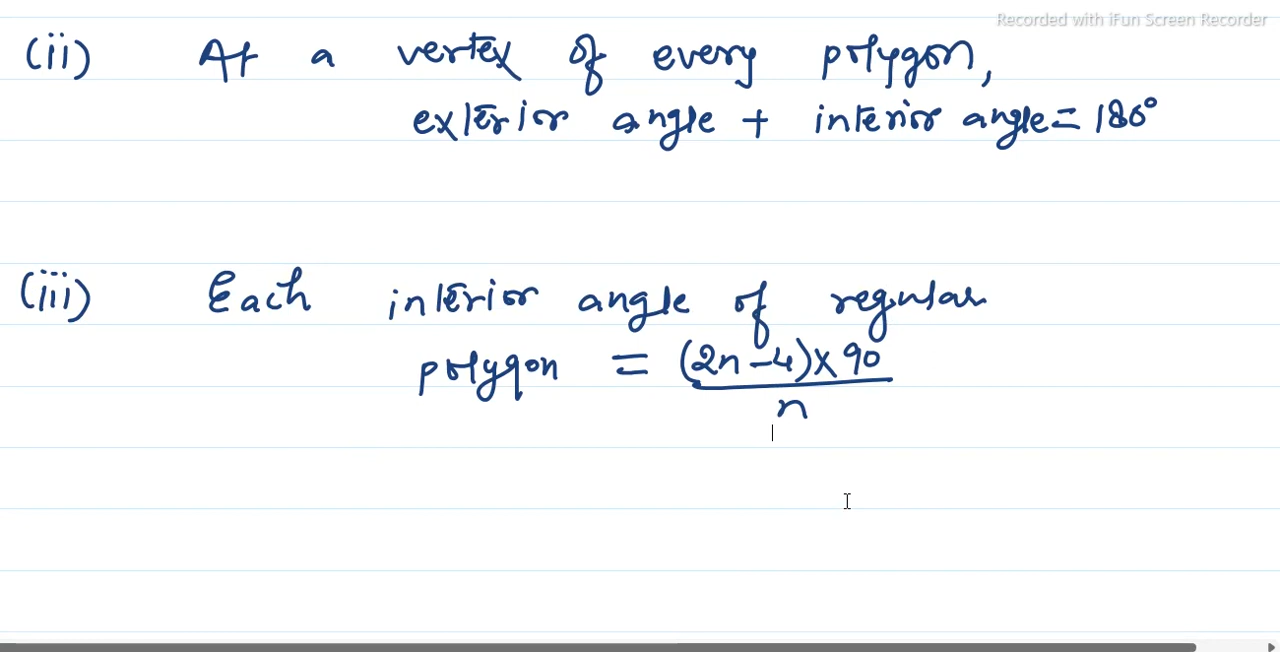 Recorded with iFun Screen Recorder
(ii) At a vertex of every polygon,
exterior angle + interior angle = 180°
(iii) Each interior angle of regular
polygon = (2n-4)x90
n